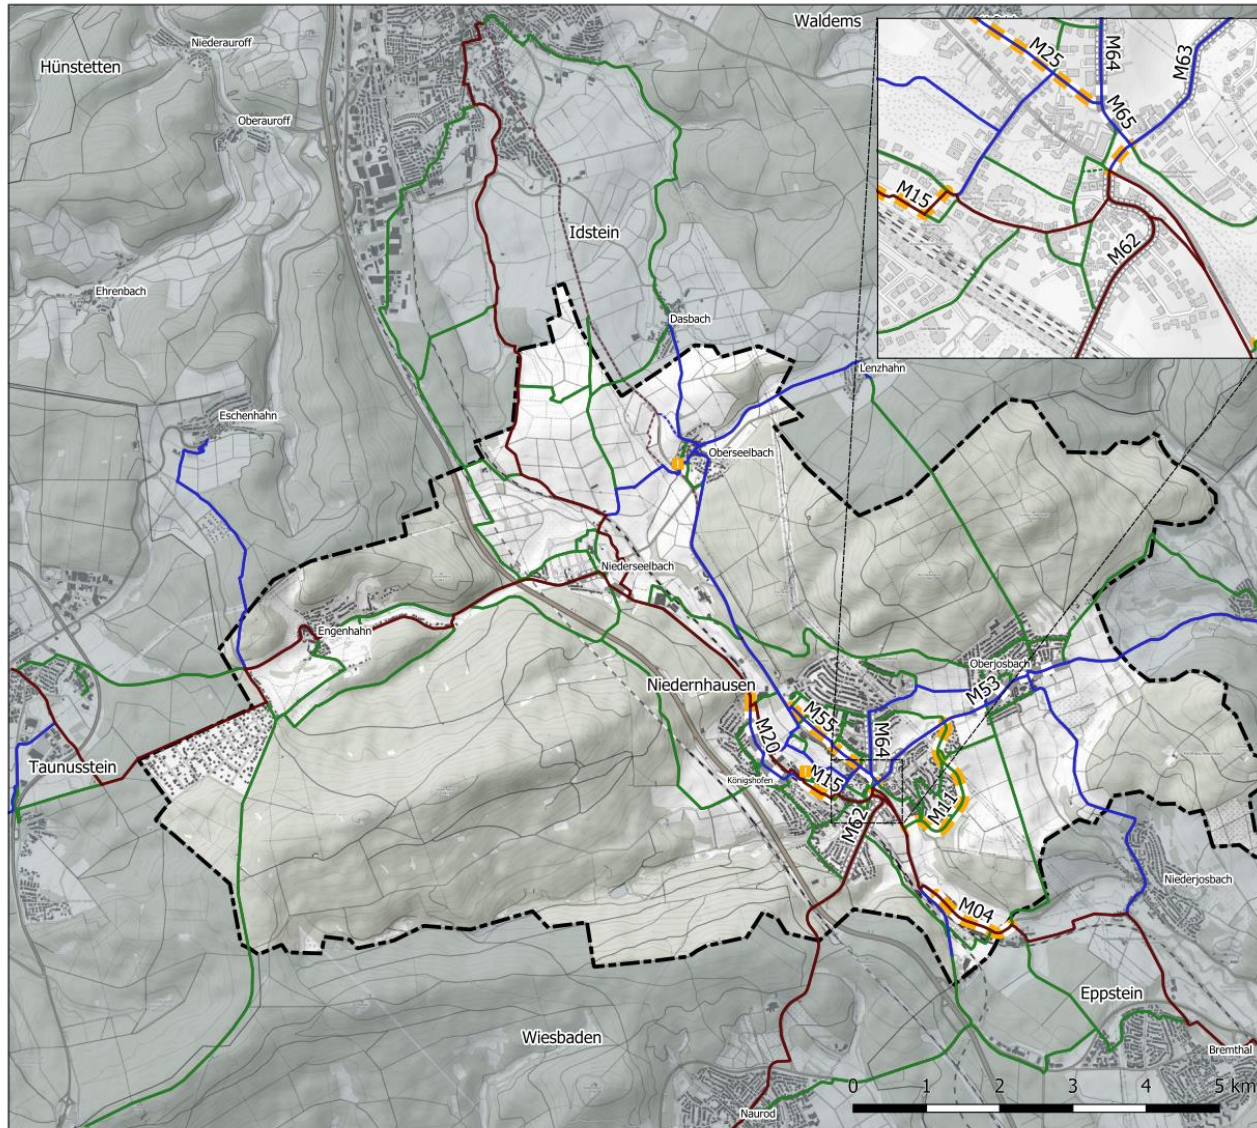 Waldems
Niederauroff
Hünstetten
Oberauroff
Idstein
Ehrenbach
Dasbach
Lenzhahn
Eschenhahn
Oberseelbach
Niederseelbach
Engenhahn
Oberjosbach
Niedernhausen
M53
M55
M64
M20
Taunusstein
Königshofen
M15
M62
M11
Niederjosbach
M04
Eppstein
Wiesbaden
Bremthal
Naurod
0 1 2 3 4 5 km
M25
M64
M63
M65
M15
M62